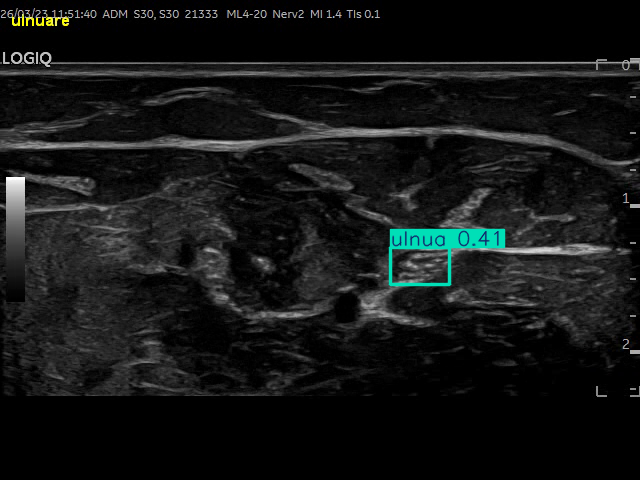 26/03/23 11:51:40 ADM S30, S30 21333 ML4-20 Nerv2 MI 1.4 TIs 0.1
ulnuare
LOGIQ
0
1
ulnua 0.41
2